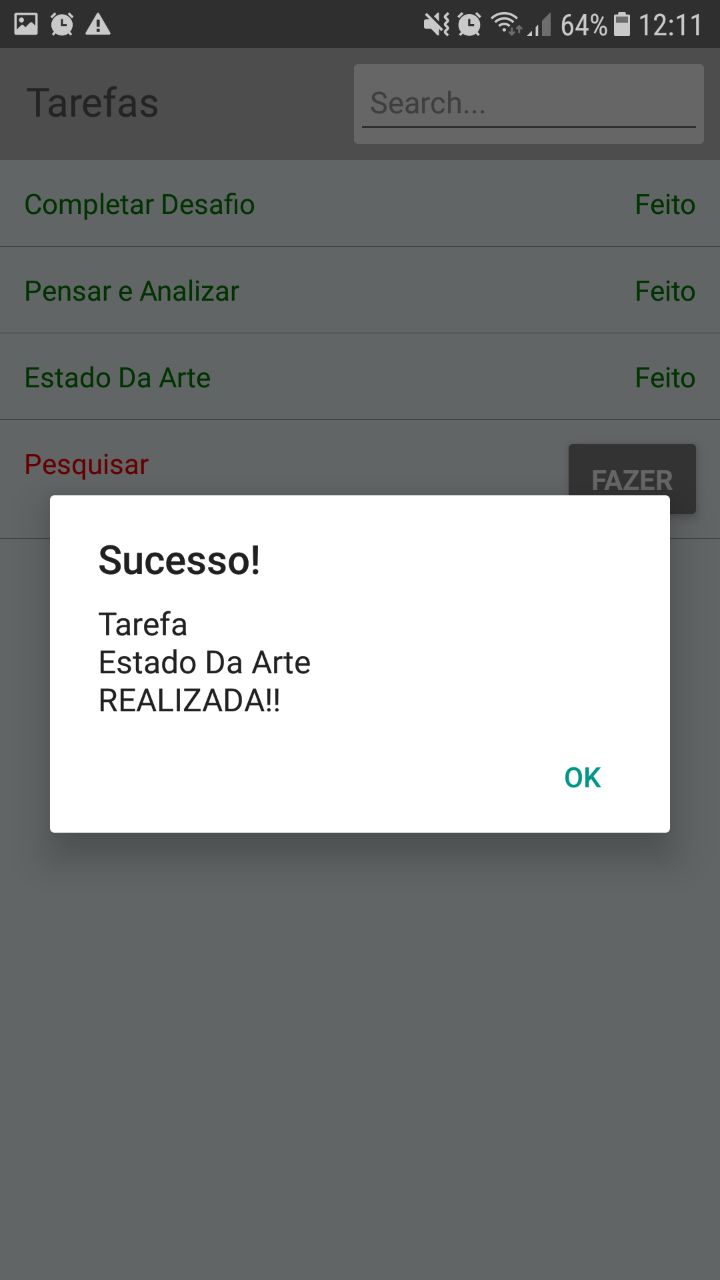 64% 12:11
Tarefas
Search...
Completar Desafio Feito
Pensar e Analizar Feito
Estado Da Arte Feito
Pesquisar FAZER
Sucesso!
Tarefa
Estado Da Arte
REALIZADA!!
OK